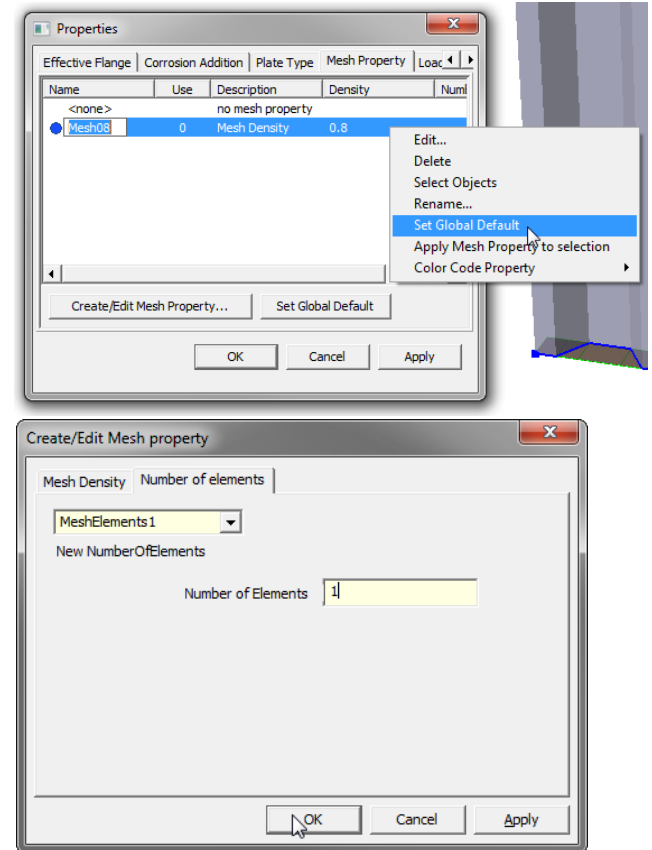 Properties
Effective Flange Corrosion Addition Plate Type Mesh Property Loac
Name Use Description Density Numl
<none> no mesh property
Mesh08 0 Mesh Density 0.8
Edit...
Delete
Select Objects
Rename...
Set Global Default
Apply Mesh Property to selection
Color Code Property
Create/Edit Mesh Property... Set Global Default
OK Cancel Apply
Create/Edit Mesh property
Mesh Density Number of elements
MeshElements1
New NumberOfElements
Number of Elements 1
OK Cancel Apply